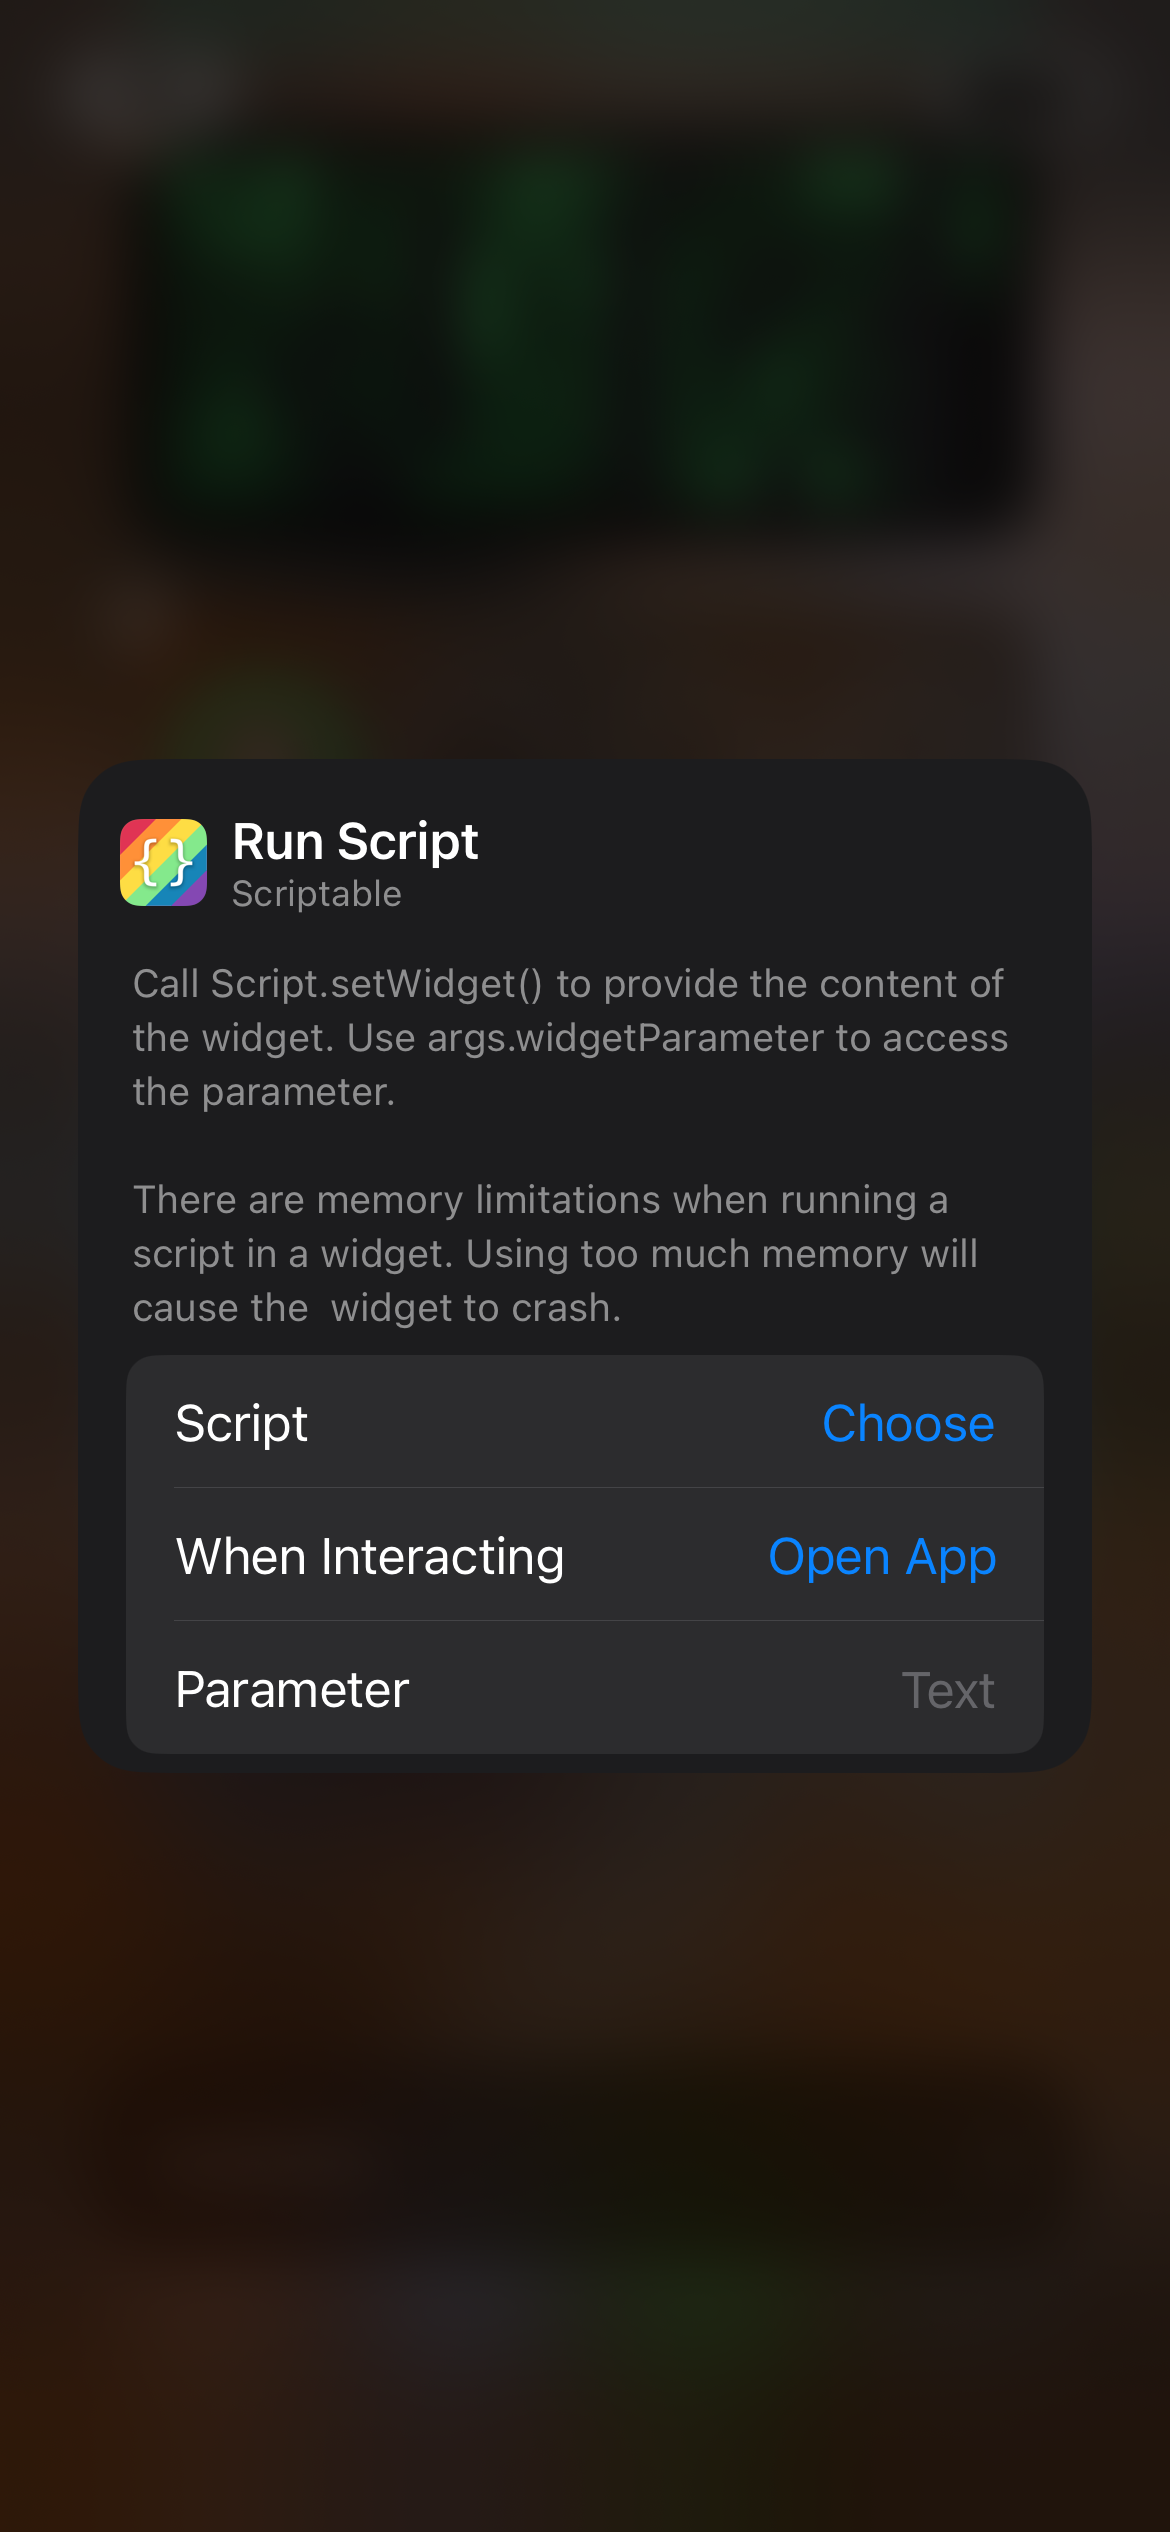 {}
Run Script
Scriptable
Call Script.setWidget() to provide the content of
the widget. Use args.widgetParameter to access
the parameter.
There are memory limitations when running a
script in a widget. Using too much memory will
cause the  widget to crash.
Script Choose
When Interacting Open App
Parameter Text